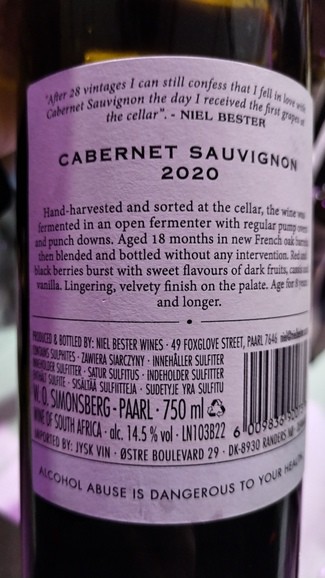 "After 28 vintages I can still confess that I fell in love with
Cabernet Sauvignon the day I received the first grapes at
the cellar". - NIEL BESTER
CABERNET SAUVIGNON
2020
Hand-harvested and sorted at the cellar, the wine was
fermented in an open fermenter with regular pump overs
and punch downs. Aged 18 months in new French oak barrels
then blended and bottled without any intervention. Red and
black berries burst with sweet flavours of dark fruits, cassis and
vanilla. Lingering, velvety finish on the palate. Age for 8 years
and longer.
PRODUCED & BOTTLED BY: NIEL BESTER WINES · 49 FOXGLOVE STREET, PAARL 7646
CONTAINS SULPHITES · ZAWIERA SIARCZYNY · INNEHÅLLER SULFITER
INDEHOLDER SULFITTER · SATUR SULFITUS · INDEHOLDER SULFITTER
SULFITE · SISÄLTÄÄ SULFIITTEJA · SUDĖTYJE YRA SULFITŲ
W. O. SIMONSBERG - PAARL · 750 ml
WINE OF SOUTH AFRICA · alc. 14.5 % vol · LN103B22
IMPORTED BY: JYSK VIN · ØSTRE BOULEVARD 29 · DK-8930 RANDERS
ALCOHOL ABUSE IS DANGEROUS TO YOUR HEALTH